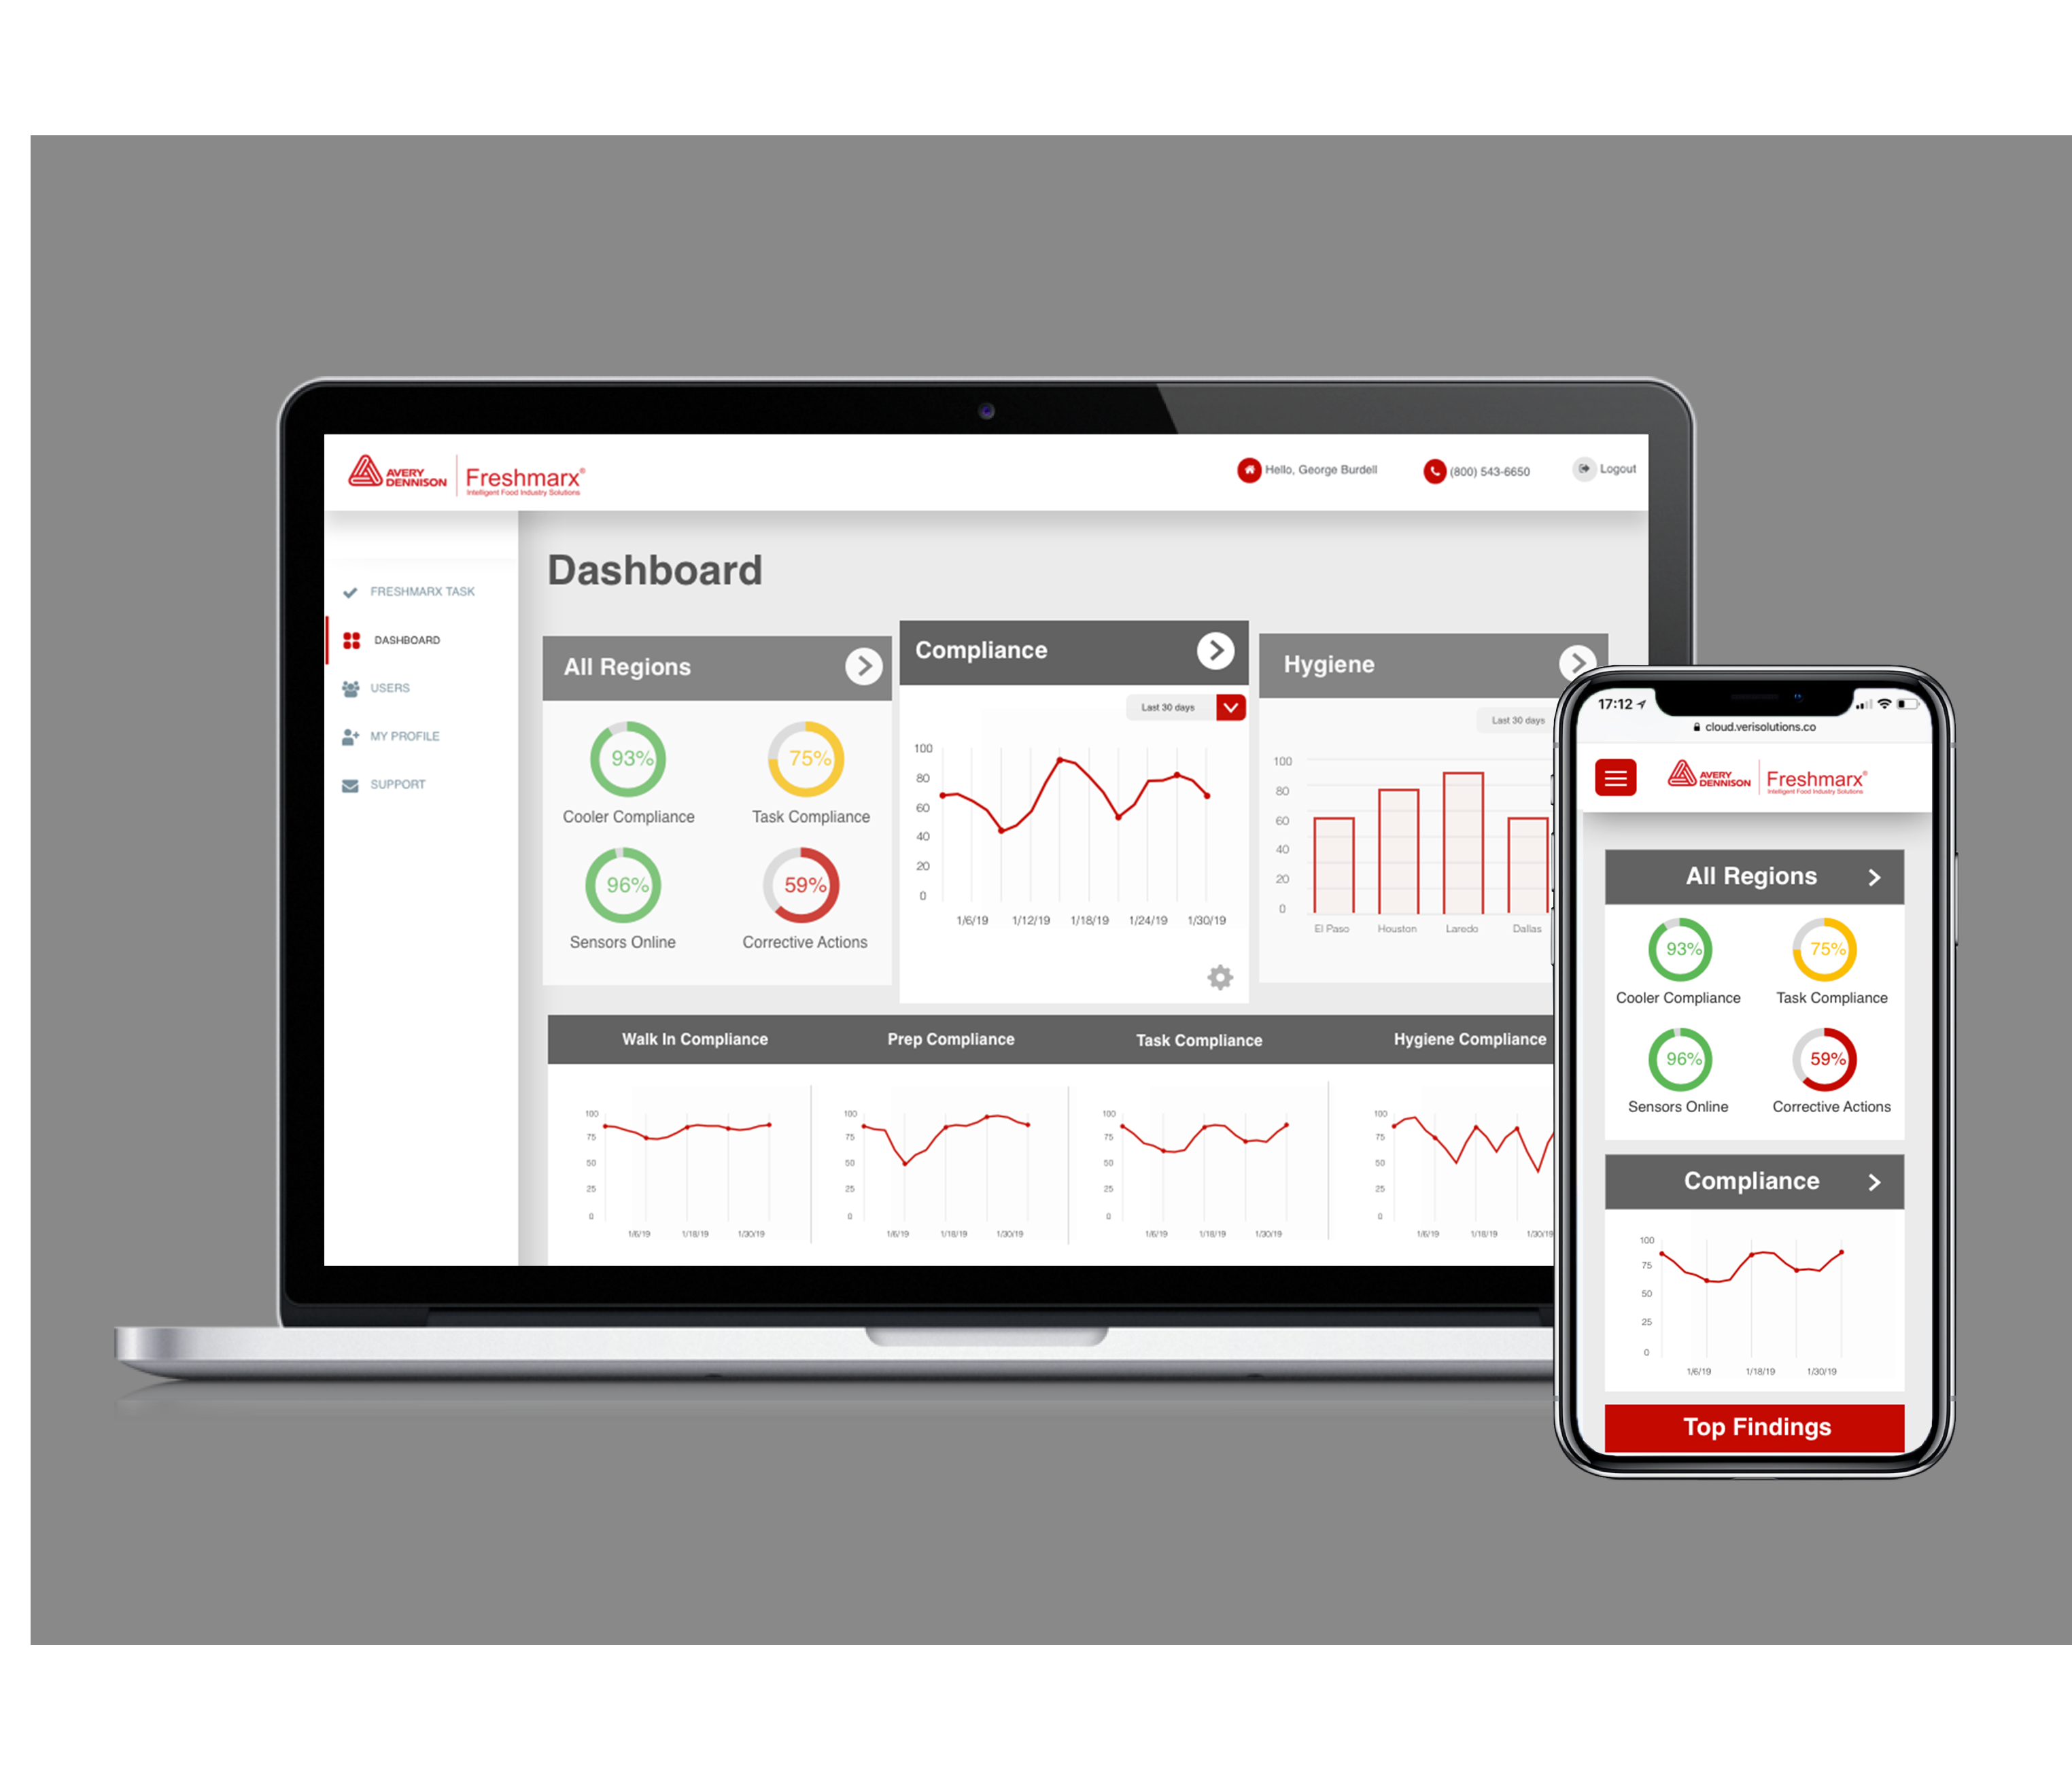 AVERY
DENNISON
Freshmarx®
Intelligent Food Industry Solutions
Hello, George Burdell
(800) 543-6650
Logout
FRESHMARX TASK
DASHBOARD
USERS
MY PROFILE
SUPPORT
Dashboard
All Regions
93%
Cooler Compliance
75%
Task Compliance
96%
Sensors Online
59%
Corrective Actions
Compliance
Last 30 days
100
80
60
40
20
0
1/6/19 1/12/19 1/18/19 1/24/19 1/30/19
Hygiene
Last 30 days
100
80
60
40
20
0
El Paso Houston Laredo Dallas
Walk In Compliance
100
75
50
25
0
1/6/19 1/18/19 1/30/19
Prep Compliance
100
75
50
25
0
1/6/19 1/18/19 1/30/19
Task Compliance
100
75
50
25
0
1/6/19 1/18/19 1/30/19
Hygiene Compliance
100
75
50
25
0
1/6/19 1/18/19 1/30/19
17:12
cloud.verisolutions.co
AVERY
DENNISON
Freshmarx®
Intelligent Food Industry Solutions
All Regions
93%
Cooler Compliance
75%
Task Compliance
96%
Sensors Online
59%
Corrective Actions
Compliance
100
75
50
25
0
1/6/19 1/18/19 1/30/19
Top Findings